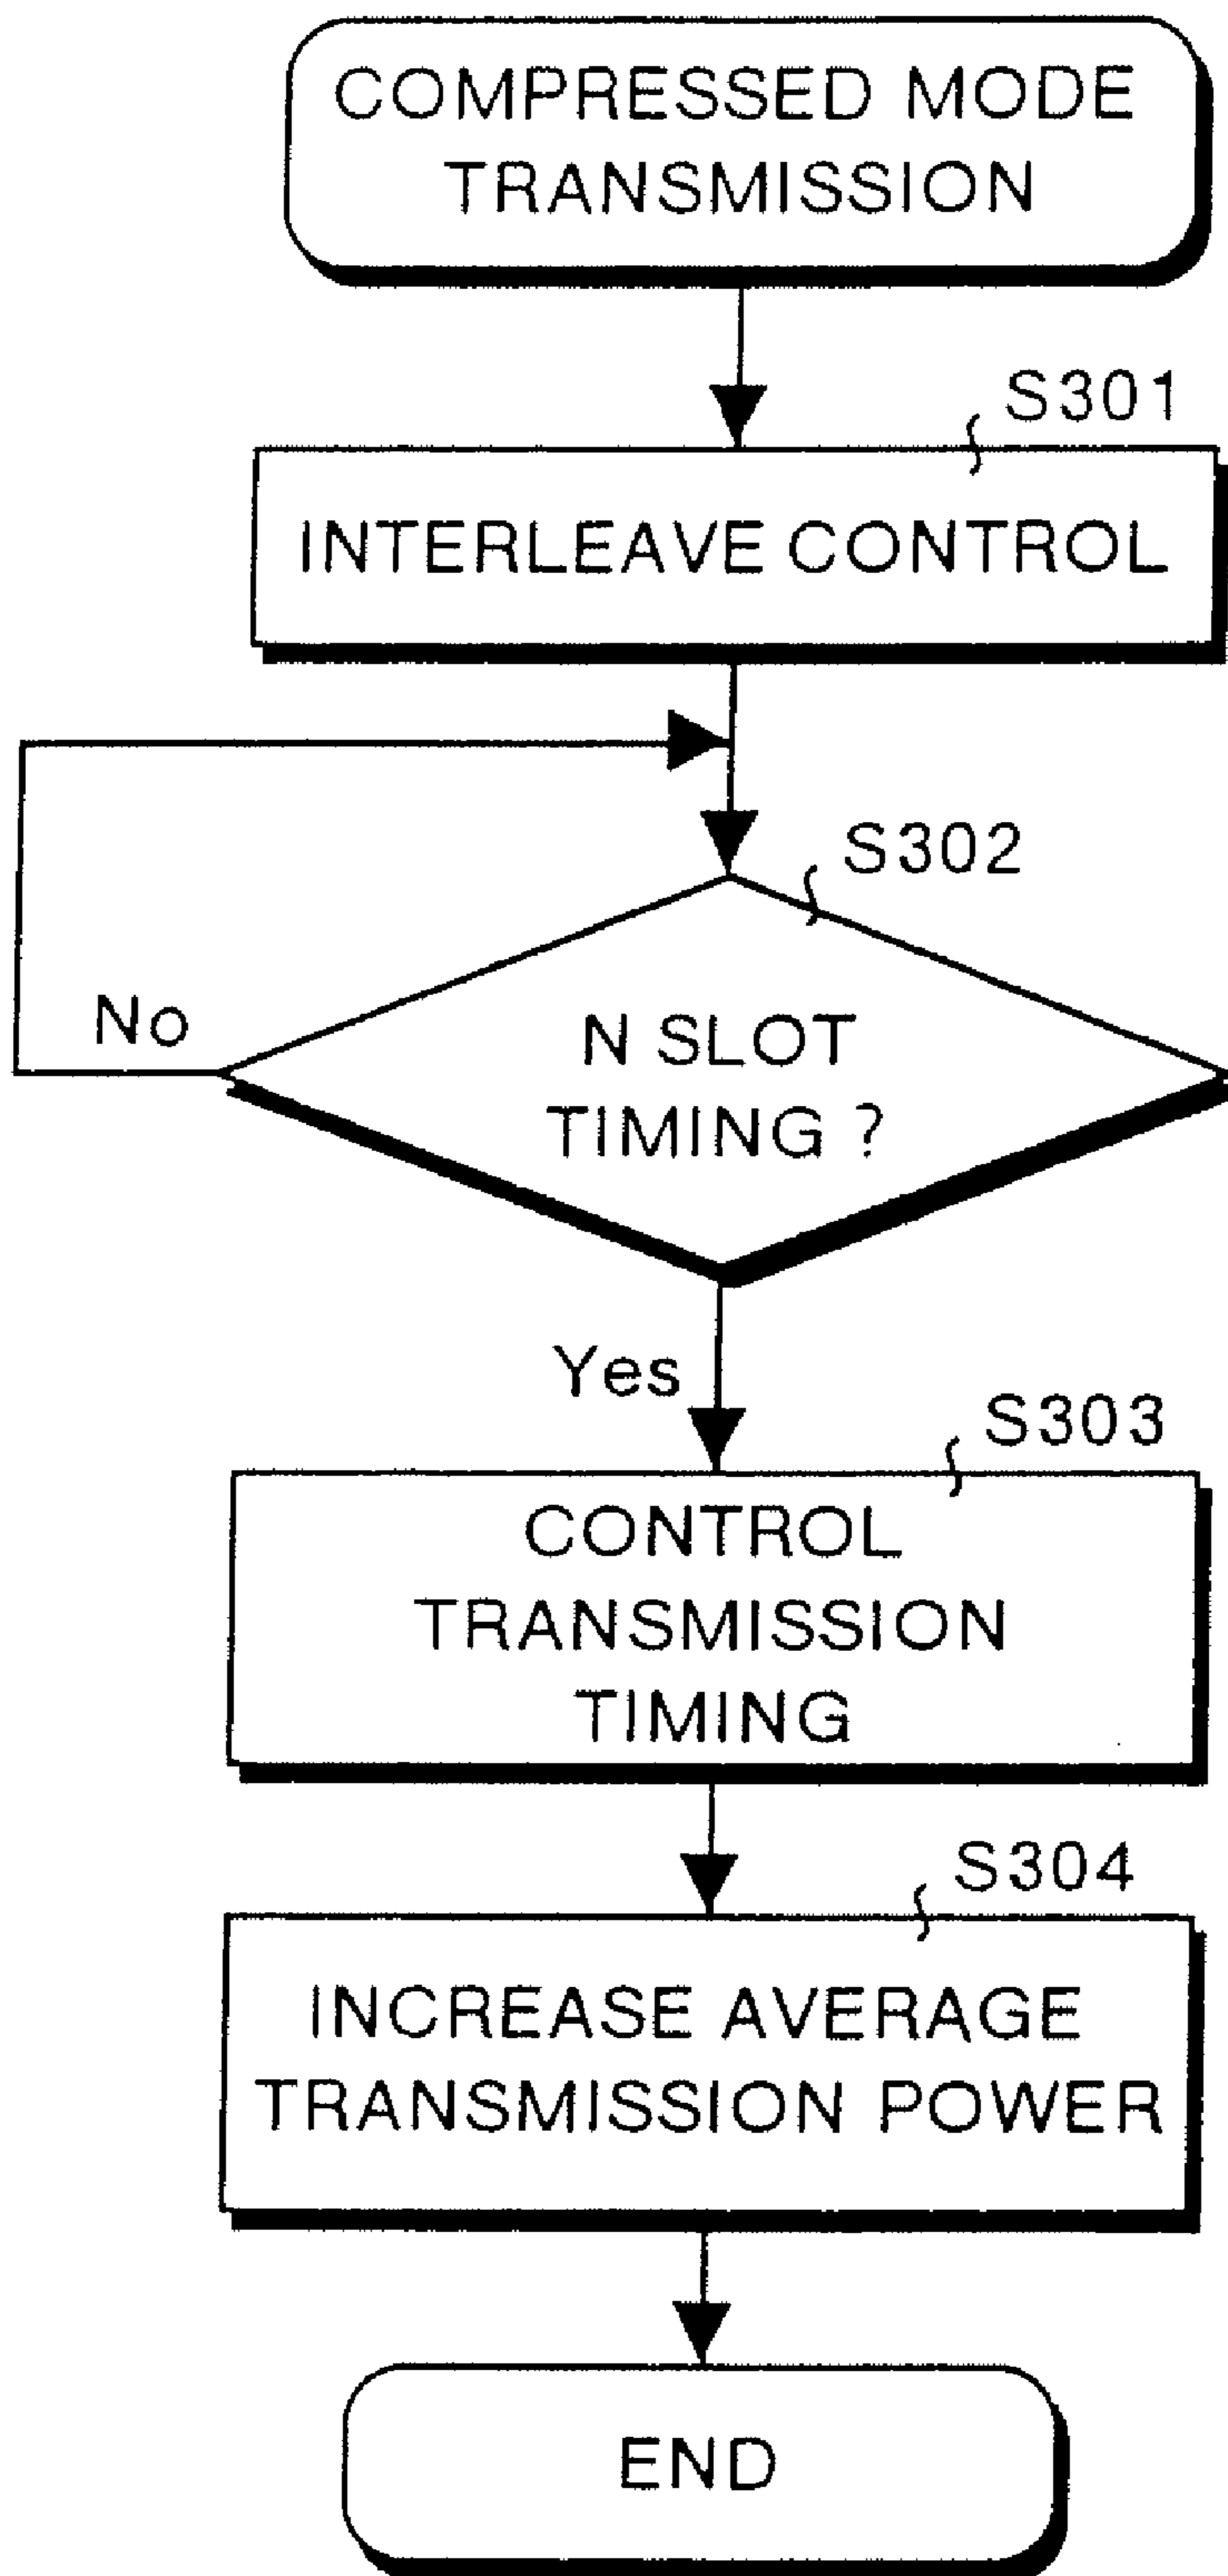 COMPRESSED MODE
TRANSMISSION
S301
INTERLEAVE CONTROL
S302
No
N SLOT
TIMING ?
Yes
S303
CONTROL
TRANSMISSION
TIMING
S304
INCREASE AVERAGE
TRANSMISSION POWER
END